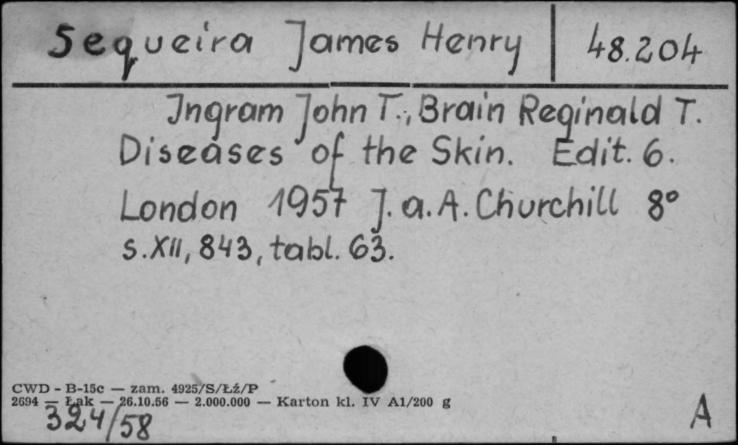 Sequeira James Henry 48.204
Ingram John T., Brain Reginald T.
Diseases of the Skin. Edit. 6.
London 1957 J. a. A. Churchill 8°
s. XII, 843, tabl. 63.
CWD - B-15c — zam. 4925/S/Łź/P
2694 — Łąk — 26.10.56 — 2.000.000 — Karton kl. IV A1/200 g
324/58
A